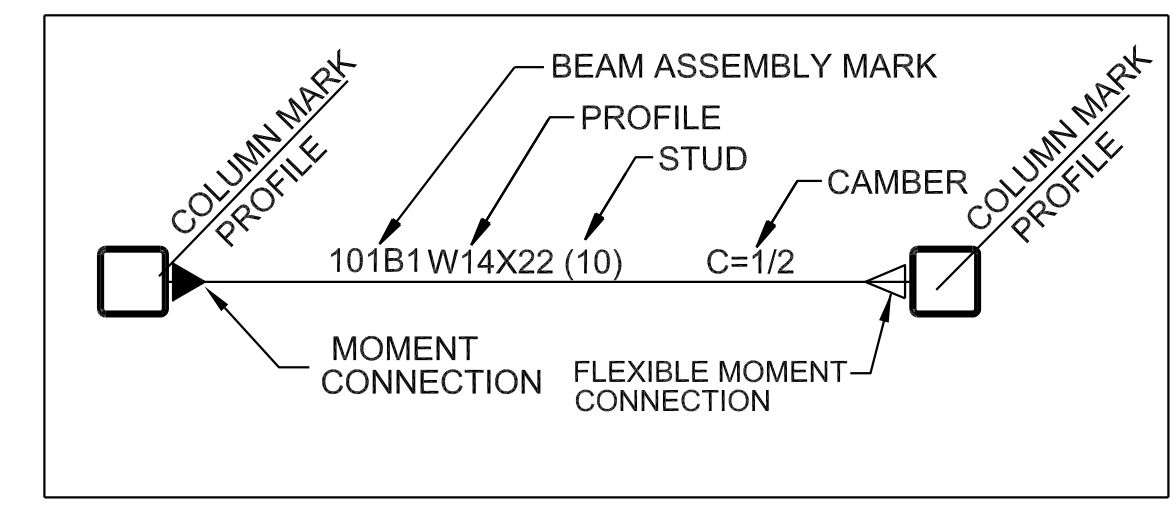 BEAM ASSEMBLY MARK
PROFILE
STUD
CAMBER
COLUMN MARK
PROFILE
COLUMN MARK
PROFILE
101B1 W14X22 (10) C=1/2
MOMENT
CONNECTION
FLEXIBLE MOMENT
CONNECTION